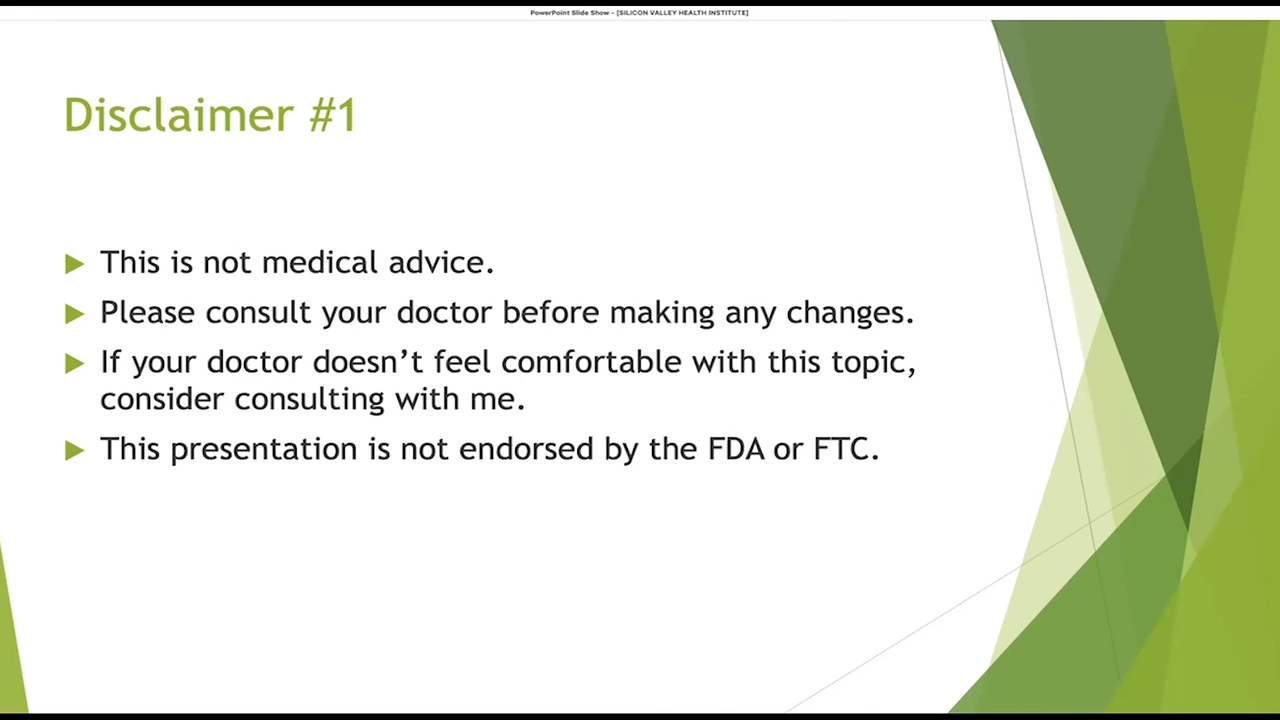 PowerPoint Slide Show - [SILICON VALLEY HEALTH INSTITUTE]
Disclaimer #1
This is not medical advice.
Please consult your doctor before making any changes.
If your doctor doesn’t feel comfortable with this topic,
consider consulting with me.
This presentation is not endorsed by the FDA or FTC.